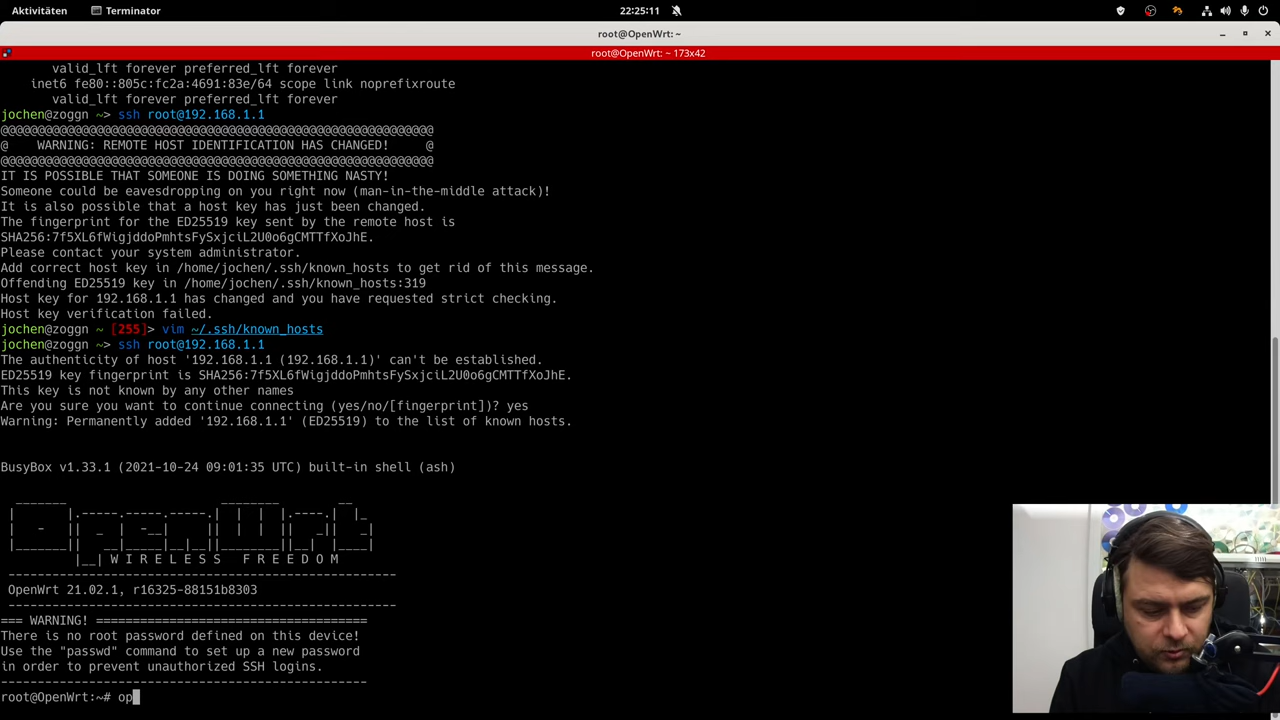 Aktivitäten
Terminator
22:25:11
root@OpenWrt: ~
root@OpenWrt: ~ 173x42
valid_lft forever preferred_lft forever
inet6 fe80::805c:fc2a:4691:83e/64 scope link noprefixroute
valid_lft forever preferred_lft forever
jochen@zoggn ~> ssh root@192.168.1.1
@@@@@@@@@@@@@@@@@@@@@@@@@@@@@@@@@@@@@@@@@@@@@@@@@@@@@@@@@@@
@    WARNING: REMOTE HOST IDENTIFICATION HAS CHANGED!     @
@@@@@@@@@@@@@@@@@@@@@@@@@@@@@@@@@@@@@@@@@@@@@@@@@@@@@@@@@@@
IT IS POSSIBLE THAT SOMEONE IS DOING SOMETHING NASTY!
Someone could be eavesdropping on you right now (man-in-the-middle attack)!
It is also possible that a host key has just been changed.
The fingerprint for the ED25519 key sent by the remote host is
SHA256:7f5XL6fWigjddoPmhtsFySxjciL2U0o6gCMTTfXoJhE.
Please contact your system administrator.
Add correct host key in /home/jochen/.ssh/known_hosts to get rid of this message.
Offending ED25519 key in /home/jochen/.ssh/known_hosts:319
Host key for 192.168.1.1 has changed and you have requested strict checking.
Host key verification failed.
jochen@zoggn ~ [255]> vim ~/.ssh/known_hosts
jochen@zoggn ~> ssh root@192.168.1.1
The authenticity of host '192.168.1.1 (192.168.1.1)' can't be established.
ED25519 key fingerprint is SHA256:7f5XL6fWigjddoPmhtsFySxjciL2U0o6gCMTTfXoJhE.
This key is not known by any other names
Are you sure you want to continue connecting (yes/no/[fingerprint])? yes
Warning: Permanently added '192.168.1.1' (ED25519) to the list of known hosts.
BusyBox v1.33.1 (2021-10-24 09:01:35 UTC) built-in shell (ash)
OpenWrt
W I R E L E S S   F R E E D O M
-----------------------------------------------------
OpenWrt 21.02.1, r16325-88151b8303
-----------------------------------------------------
=== WARNING! =====================================
There is no root password defined on this device!
Use the "passwd" command to set up a new password
in order to prevent unauthorized SSH logins.
--------------------------------------------------
root@OpenWrt:~# op